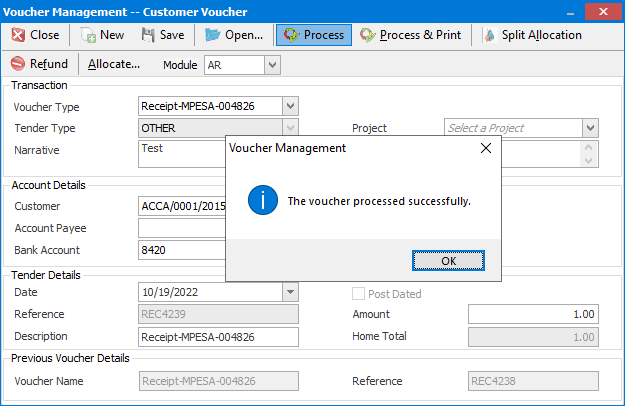 Voucher Management -- Customer Voucher
Close New Save Open... Process Process & Print Split Allocation
Refund Allocate... Module AR
Transaction
Voucher Type Receipt-MPESA-004826
Tender Type OTHER Project Select a Project
Narrative Test
Voucher Management
The voucher processed successfully.
OK
Account Details
Customer ACCA/0001/2015
Account Payee
Bank Account 8420
Tender Details
Date 10/19/2022 Post Dated
Reference REC4239 Amount 1.00
Description Receipt-MPESA-004826 Home Total 1.00
Previous Voucher Details
Voucher Name Receipt-MPESA-004826 Reference REC4238